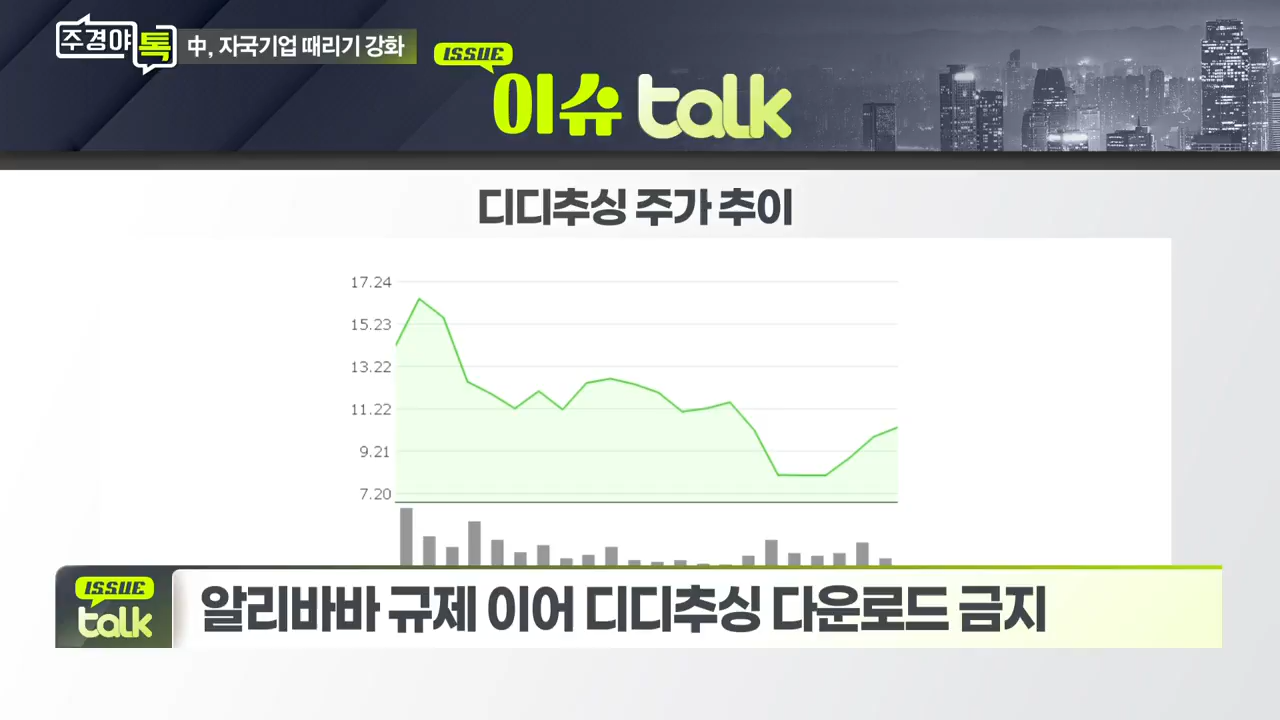 주경야톡
中, 자국기업 때리기 강화
ISSUE
이슈 talk
디디추싱 주가 추이
17.24
15.23
13.22
11.22
9.21
7.20
ISSUE
talk
알리바바 규제 이어 디디추싱 다운로드 금지